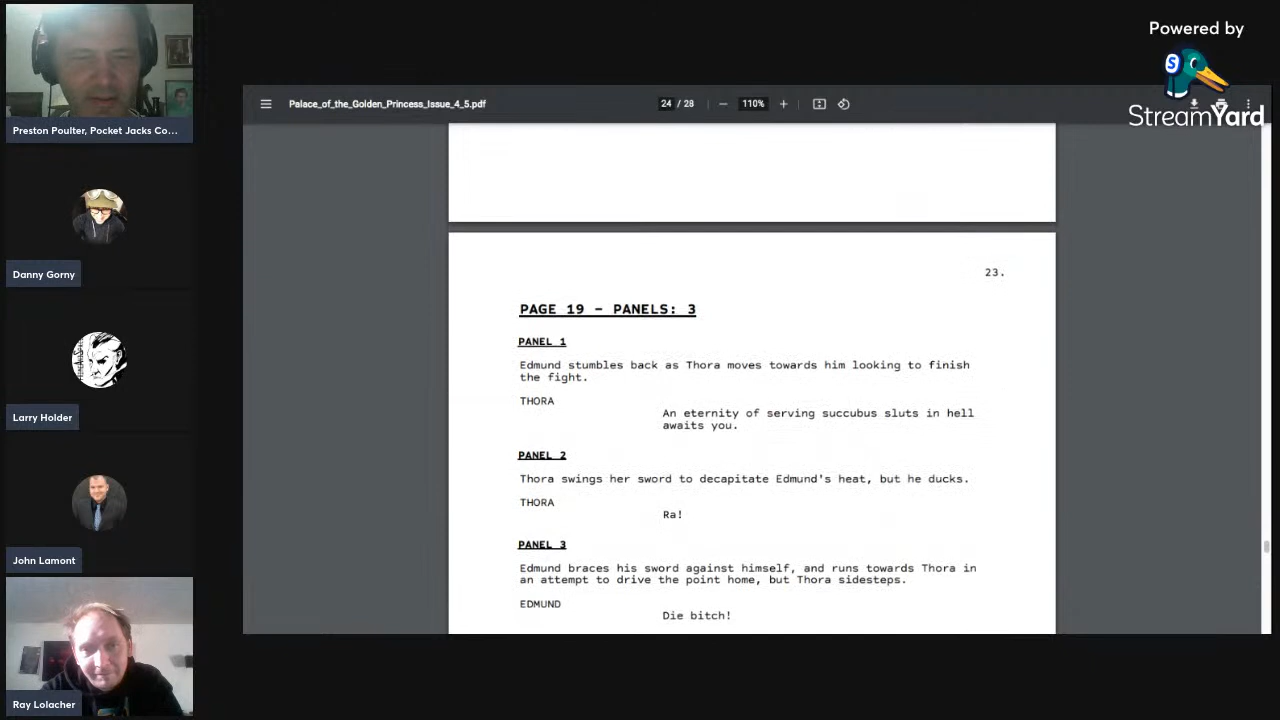 Powered by
S
StreamYard
Palace_of_the_Golden_Princess_Issue_4_5.pdf
24 / 28
110%
Preston Poulter, Pocket Jacks Co...
Danny Gorny
Larry Holder
John Lamont
Ray Lolacher
23.
PAGE 19 – PANELS: 3
PANEL 1
Edmund stumbles back as Thora moves towards him looking to finish
the fight.
THORA
An eternity of serving succubus sluts in hell
awaits you.
PANEL 2
Thora swings her sword to decapitate Edmund's heat, but he ducks.
THORA
Ra!
PANEL 3
Edmund braces his sword against himself, and runs towards Thora in
an attempt to drive the point home, but Thora sidesteps.
EDMUND
Die bitch!